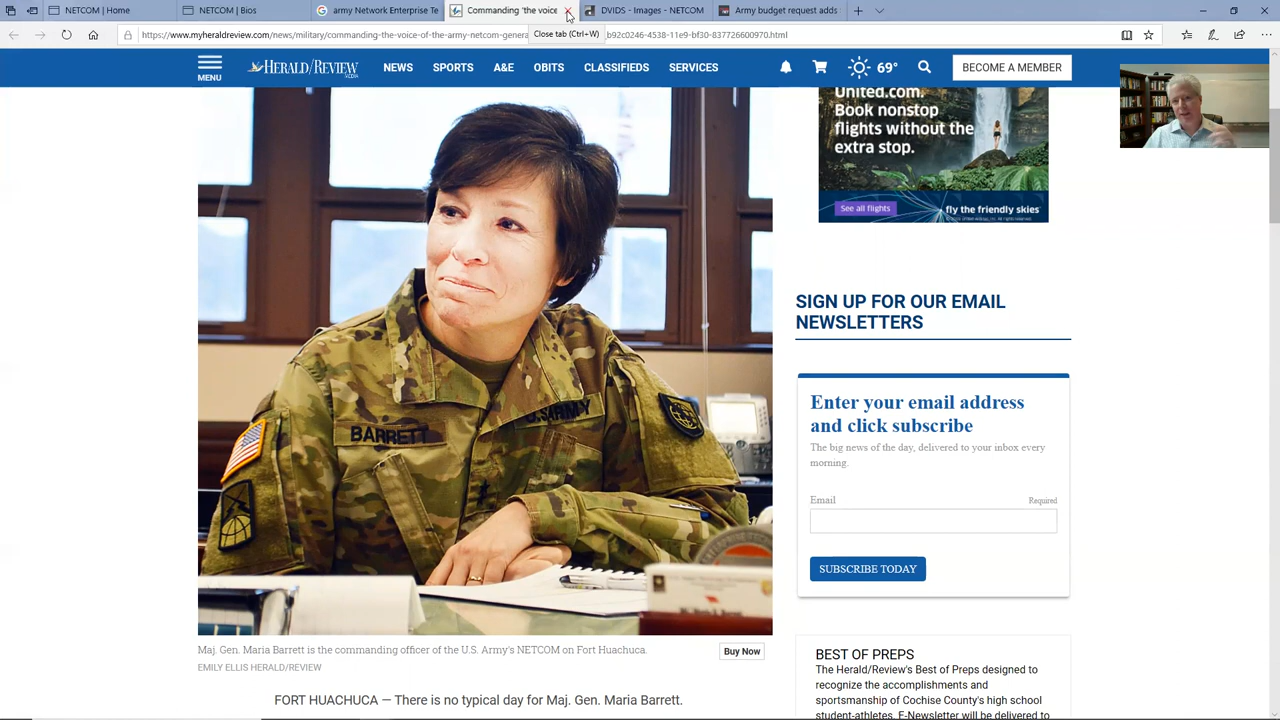 NETCOM | Home
NETCOM | Bios
army Network Enterprise Te
Commanding 'the voice
DVIDS - Images - NETCOM
Army budget request adds
https://www.myheraldreview.com/news/military/commanding-the-voice-of-the-army-netcom-genera
b92c0246-4538-11e9-bf30-837726600970.html
Close tab (Ctrl+W)
MENU
HERALD/REVIEW
MEDIA
NEWS
SPORTS
A&E
OBITS
CLASSIFIEDS
SERVICES
69°
BECOME A MEMBER
United.com.
Book nonstop
flights without the
extra stop.
See all flights
fly the friendly skies
BARRETT
U.S. ARMY
SIGN UP FOR OUR EMAIL
NEWSLETTERS
Enter your email address
and click subscribe
The big news of the day, delivered to your inbox every
morning.
Email
Required
SUBSCRIBE TODAY
Maj. Gen. Maria Barrett is the commanding officer of the U.S. Army's NETCOM on Fort Huachuca.
Buy Now
EMILY ELLIS HERALD/REVIEW
FORT HUACHUCA — There is no typical day for Maj. Gen. Maria Barrett.
BEST OF PREPS
The Herald/Review's Best of Preps designed to
recognize the accomplishments and
sportsmanship of Cochise County's high school
student-athletes. E-Newsletter will be delivered to